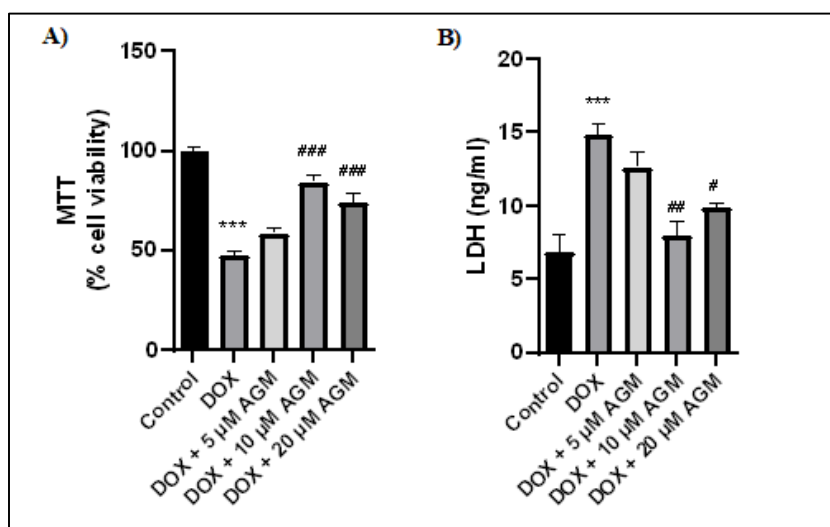 A)
MTT
(% cell viability)
150
100
50
0
***
###
###
Control
DOX
DOX + 5 µM AGM
DOX + 10 µM AGM
DOX + 20 µM AGM
B)
LDH (ng/ml)
20
15
10
5
0
***
##
#
Control
DOX
DOX + 5 µM AGM
DOX + 10 µM AGM
DOX + 20 µM AGM